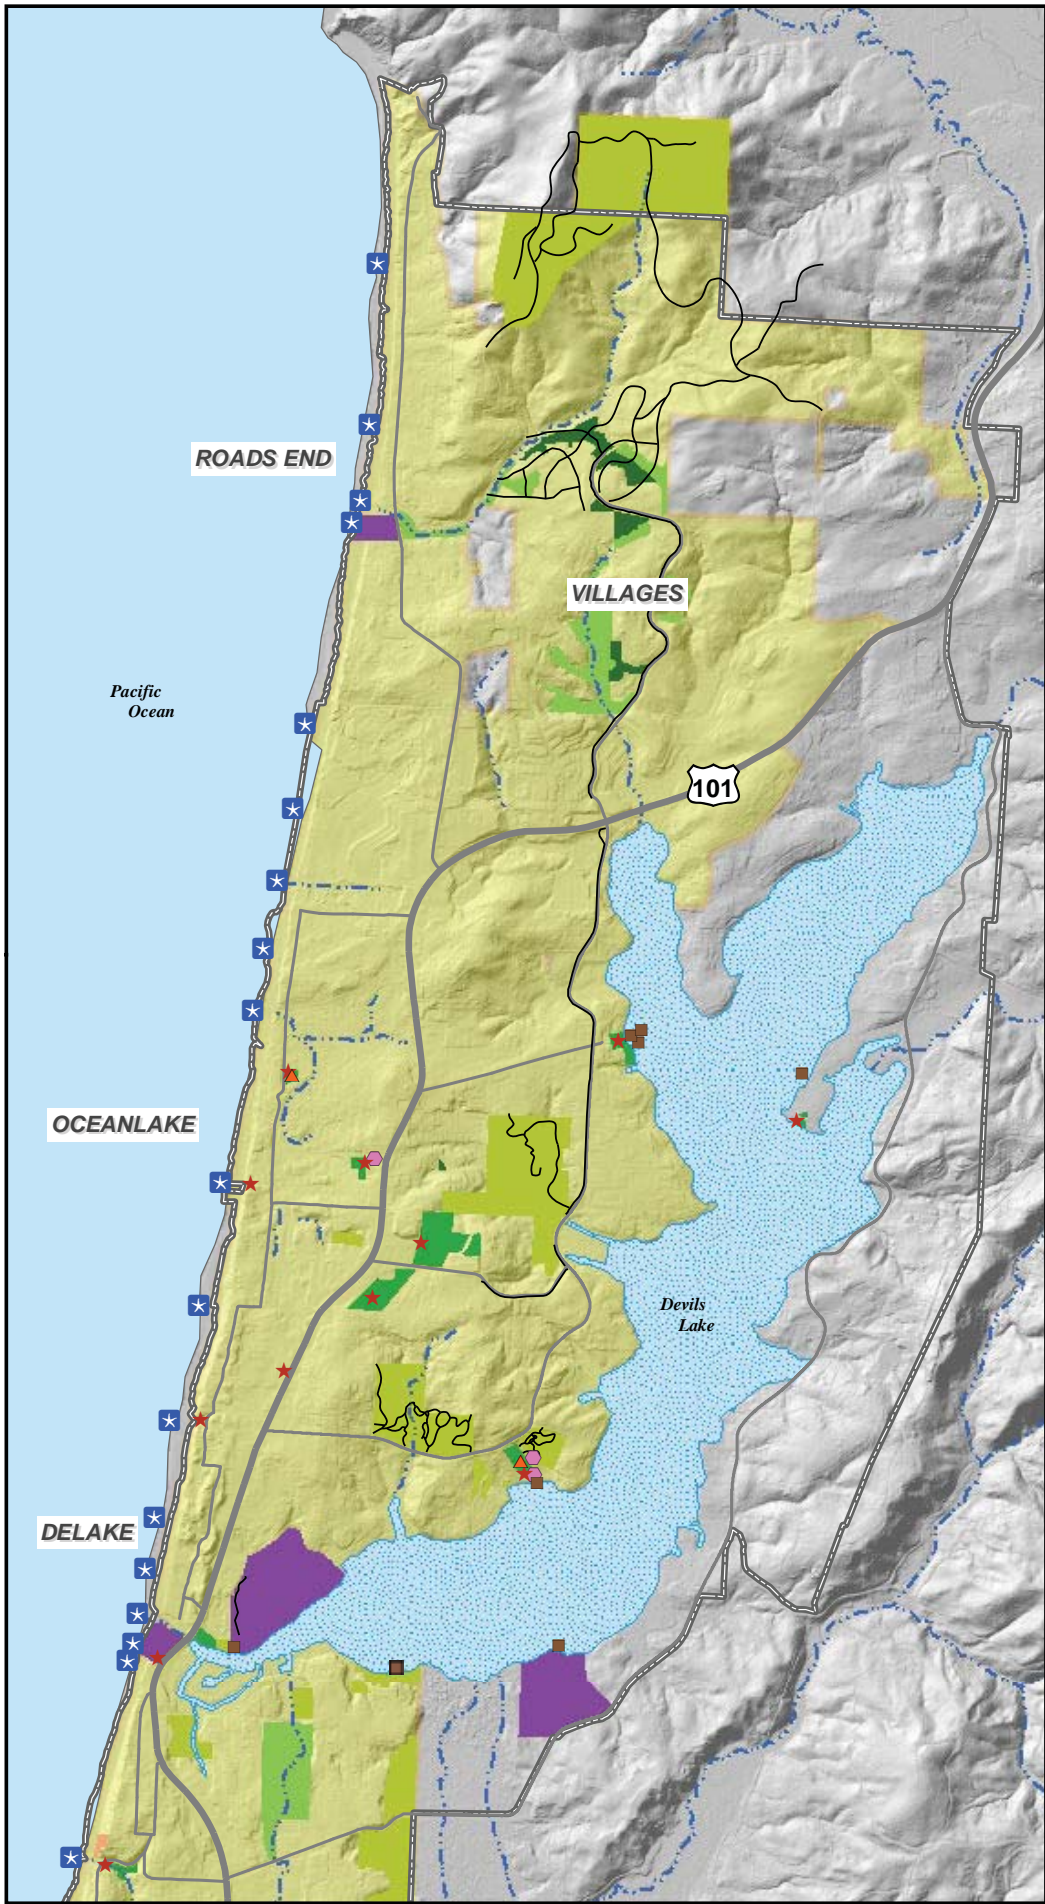 ROADS END
VILLAGES
Pacific
Ocean
101
OCEANLAKE
Devils
Lake
DELAKE